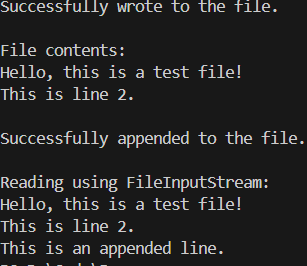 Successfully wrote to the file.
File contents:
Hello, this is a test file!
This is line 2.
Successfully appended to the file.
Reading using FileInputStream:
Hello, this is a test file!
This is line 2.
This is an appended line.